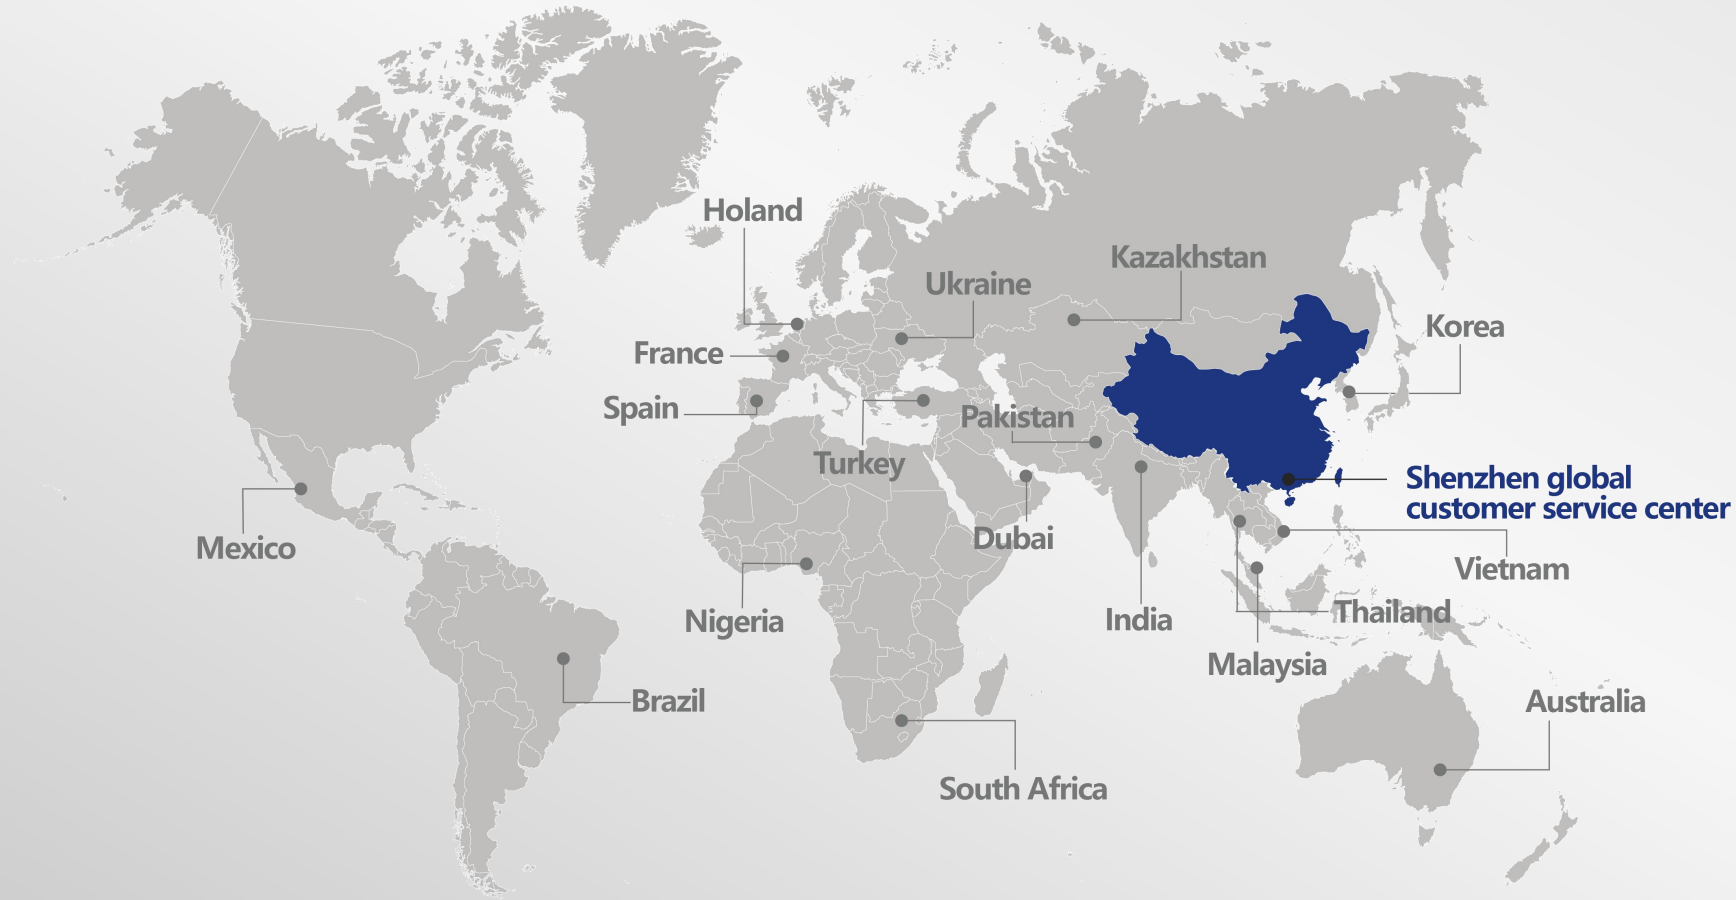 Holand
Kazakhstan
Ukraine
Korea
France
Spain
Pakistan
Turkey
Shenzhen global
customer service center
Dubai
Mexico
Vietnam
Nigeria
India
Thailand
Malaysia
Brazil
Australia
South Africa